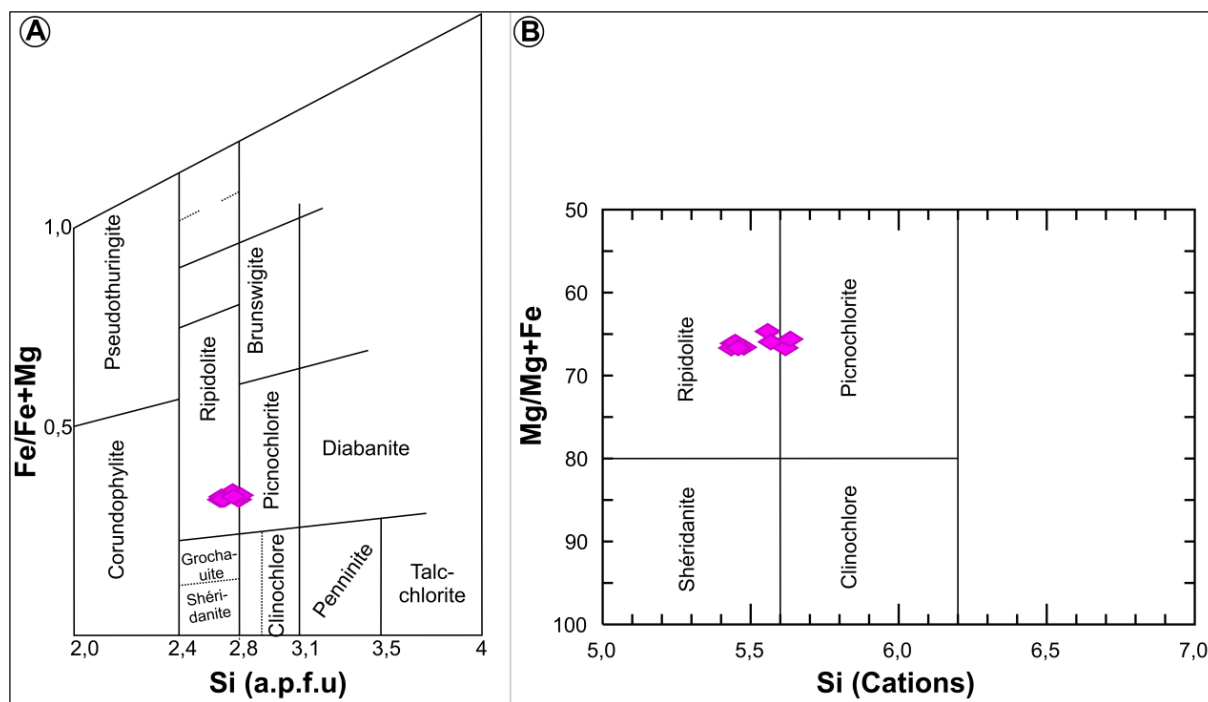 A
1,0
0,5
Fe/Fe+Mg
Pseudothuringite
Corundophylite
Ripidolite
Brunswigite
Picnochlorite
Diabanite
Grocha-
uite
Shéri-
danite
Clinochlore
Penninite
Talc-
chlorite
2,0 2,4 2,8 3,1 3,5 4
Si (a.p.f.u)
B
50
60
70
80
90
100
Mg/Mg+Fe
Ripidolite
Picnochlorite
Shéridanite
Clinochlore
5,0 5,5 6,0 6,5 7,0
Si (Cations)